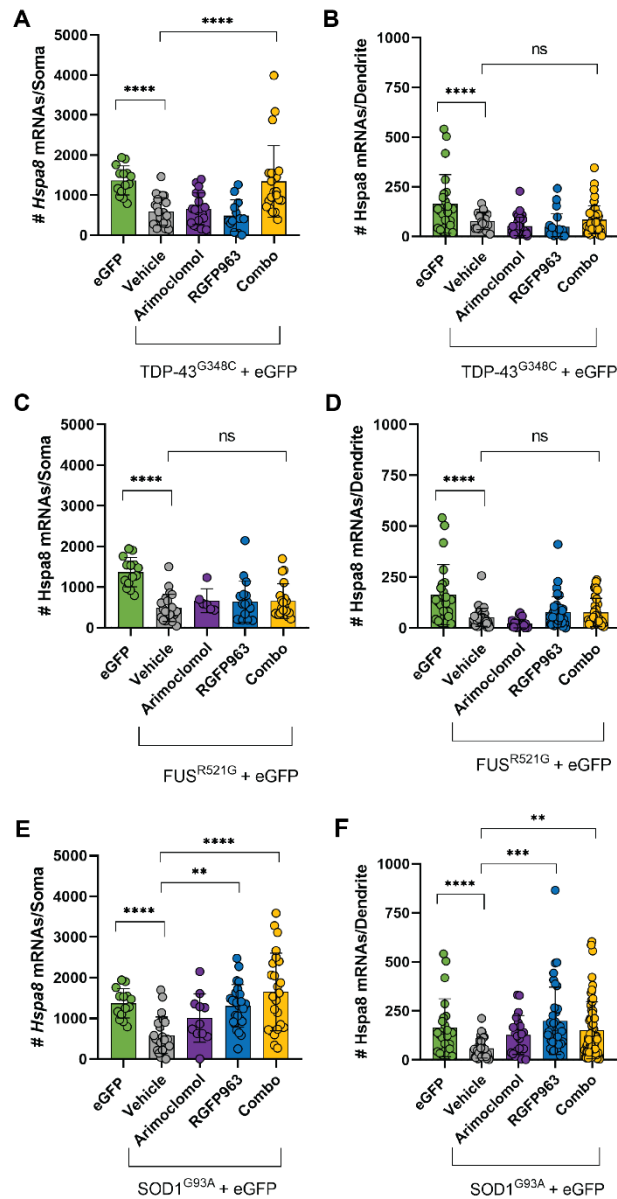 A
# Hspa8 mRNAs/Soma
5000
4000
3000
2000
1000
0
****
****
eGFP
Vehicle
Arimoclomol
RGFP963
Combo
TDP-43G348C + eGFP
B
# Hspa8 mRNAs/Dendrite
1000
750
500
250
0
****
ns
eGFP
Vehicle
Arimoclomol
RGFP963
Combo
TDP-43G348C + eGFP
C
# Hspa8 mRNAs/Soma
5000
4000
3000
2000
1000
0
****
ns
eGFP
Vehicle
Arimoclomol
RGFP963
Combo
FUSR521G + eGFP
D
# Hspa8 mRNAs/Dendrite
1000
750
500
250
0
****
ns
eGFP
Vehicle
Arimoclomol
RGFP963
Combo
FUSR521G + eGFP
E
# Hspa8 mRNAs/Soma
5000
4000
3000
2000
1000
0
****
**
****
eGFP
Vehicle
Arimoclomol
RGFP963
Combo
SOD1G93A + eGFP
F
# Hspa8 mRNAs/Dendrite
1000
750
500
250
0
**
***
****
eGFP
Vehicle
Arimoclomol
RGFP963
Combo
SOD1G93A + eGFP